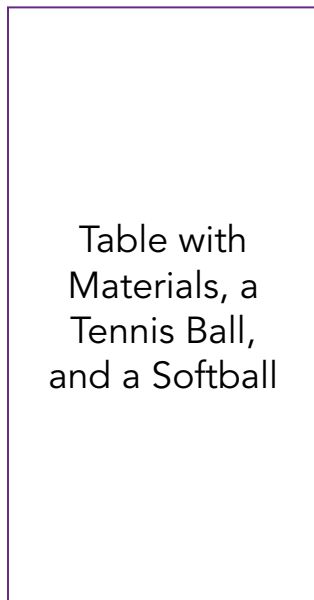 Table with
Materials, a
Tennis Ball,
and a Softball